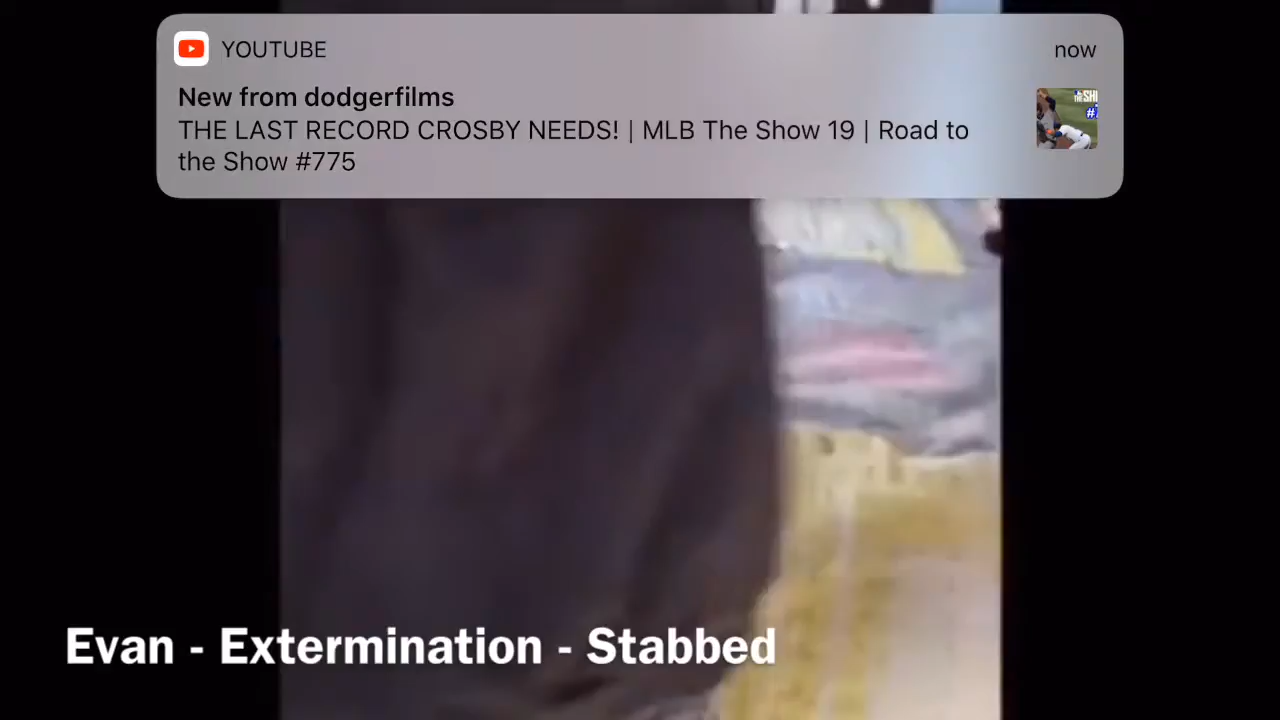 YOUTUBE
now
New from dodgerfilms
THE LAST RECORD CROSBY NEEDS! | MLB The Show 19 | Road to
the Show #775
Evan - Extermination - Stabbed